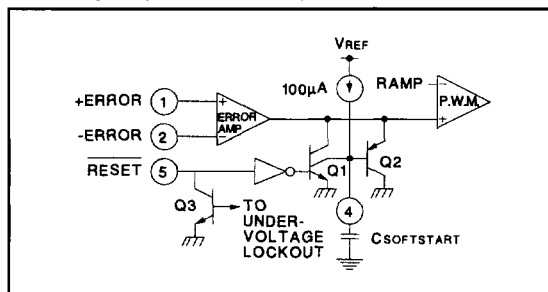 VREF
100µA
RAMP
−
P.W.M.
+
+ERROR
1
+
ERROR
AMP
−ERROR
2
−
RESET
5
Q1
Q2
Q3
TO
UNDER-
VOLTAGE
LOCKOUT
4
CSOFTSTART